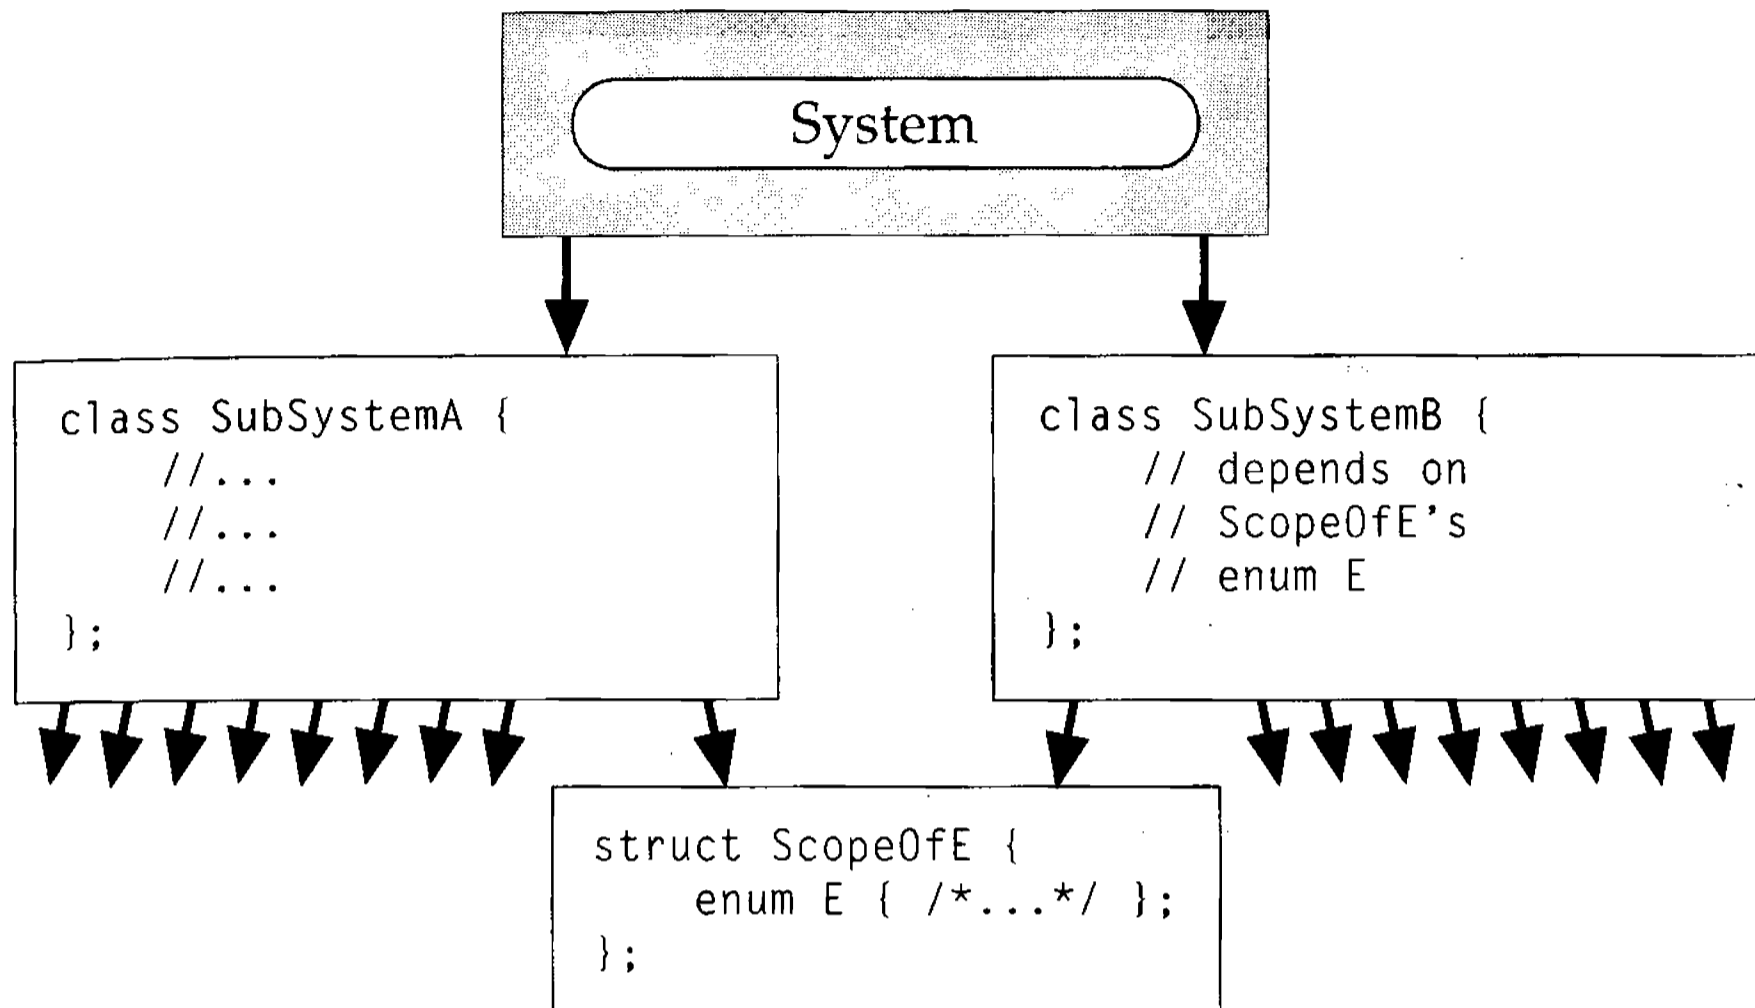 System
class SubSystemA {
//...
//...
//...
};
class SubSystemB {
// depends on
// ScopeOfE's
// enum E
};
struct ScopeOfE {
enum E { /*...*/ };
};